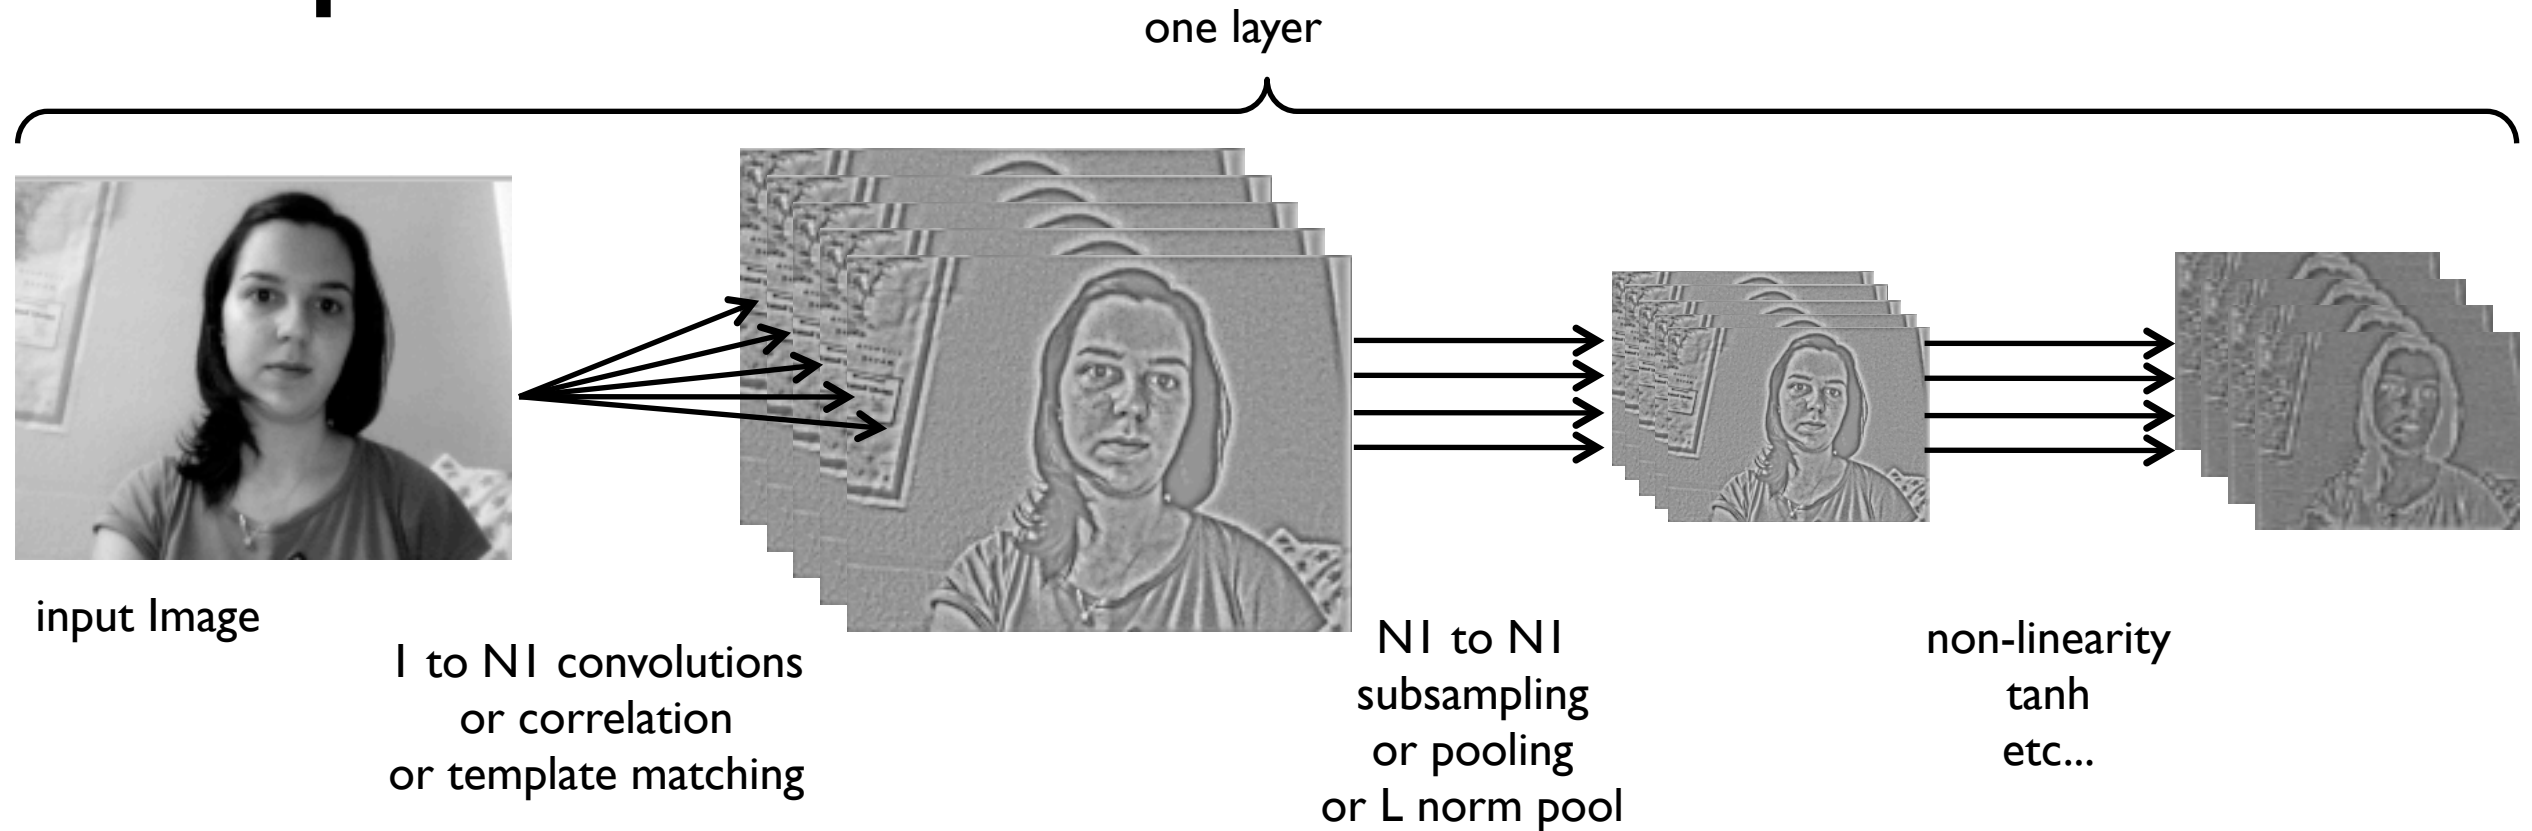 one layer
input Image
1 to N1 convolutions
or correlation
or template matching
N1 to N1
subsampling
or pooling
or L norm pool
non-linearity
tanh
etc...